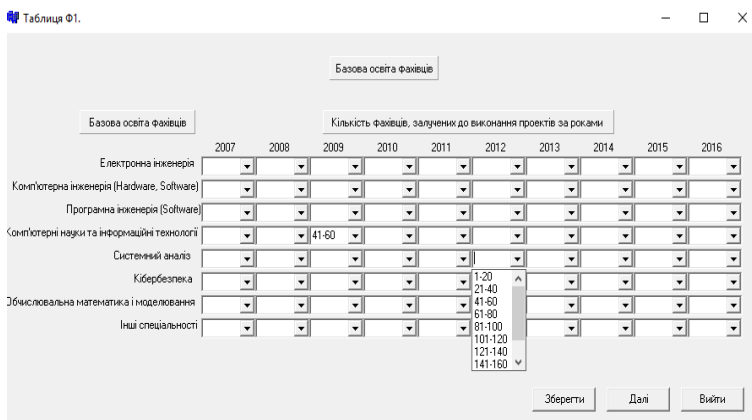 Таблиця Ф1.
Базова освіта фахівців
Базова освіта фахівців
Кількість фахівців, залучених до виконання проектів за роками
2007 2008 2009 2010 2011 2012 2013 2014 2015 2016
Електронна інженерія
Комп'ютерна інженерія (Hardware, Software)
Програмна інженерія (Software)
Комп'ютерні науки та інформаційні технології 41-60
Системний аналіз
Кібербезпека
Обчислювальна математика і моделювання
Інші спеціальності
1-20
21-40
41-60
61-80
81-100
101-120
121-140
141-160
Зберегти Далі Вийти